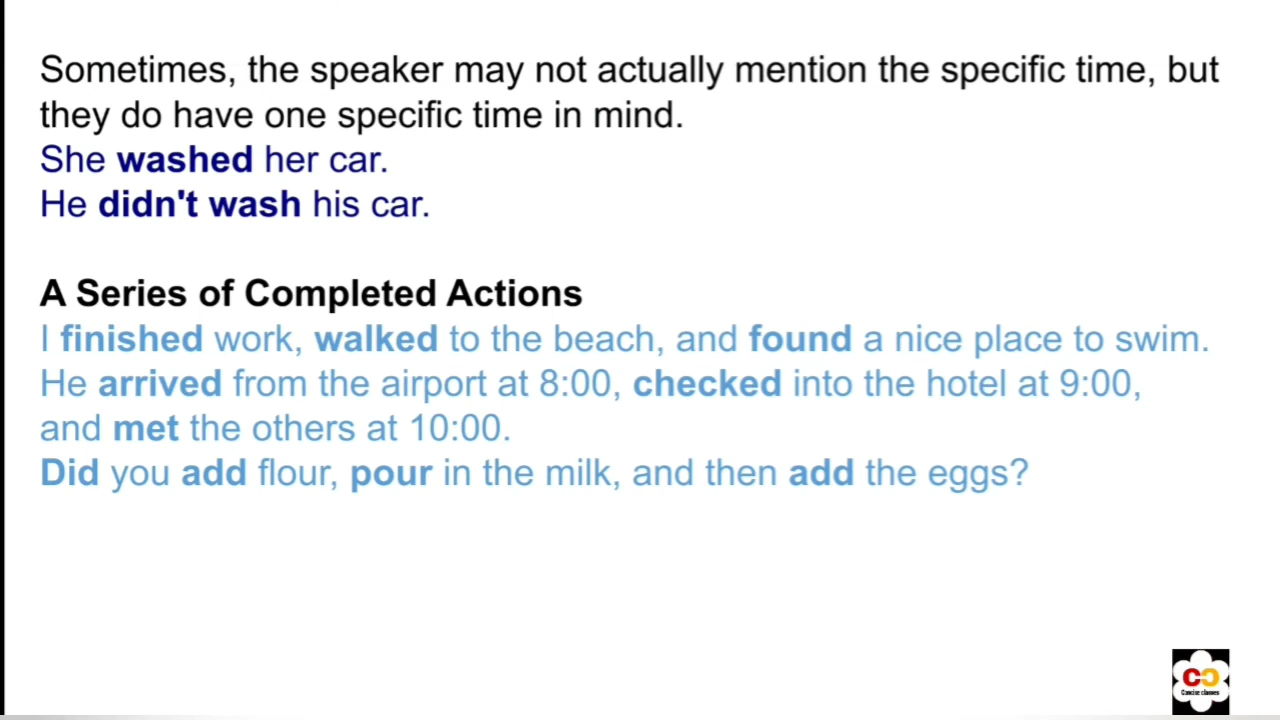 Sometimes, the speaker may not actually mention the specific time, but
they do have one specific time in mind.
She washed her car.
He didn't wash his car.
A Series of Completed Actions
I finished work, walked to the beach, and found a nice place to swim.
He arrived from the airport at 8:00, checked into the hotel at 9:00,
and met the others at 10:00.
Did you add flour, pour in the milk, and then add the eggs?
Concise classes